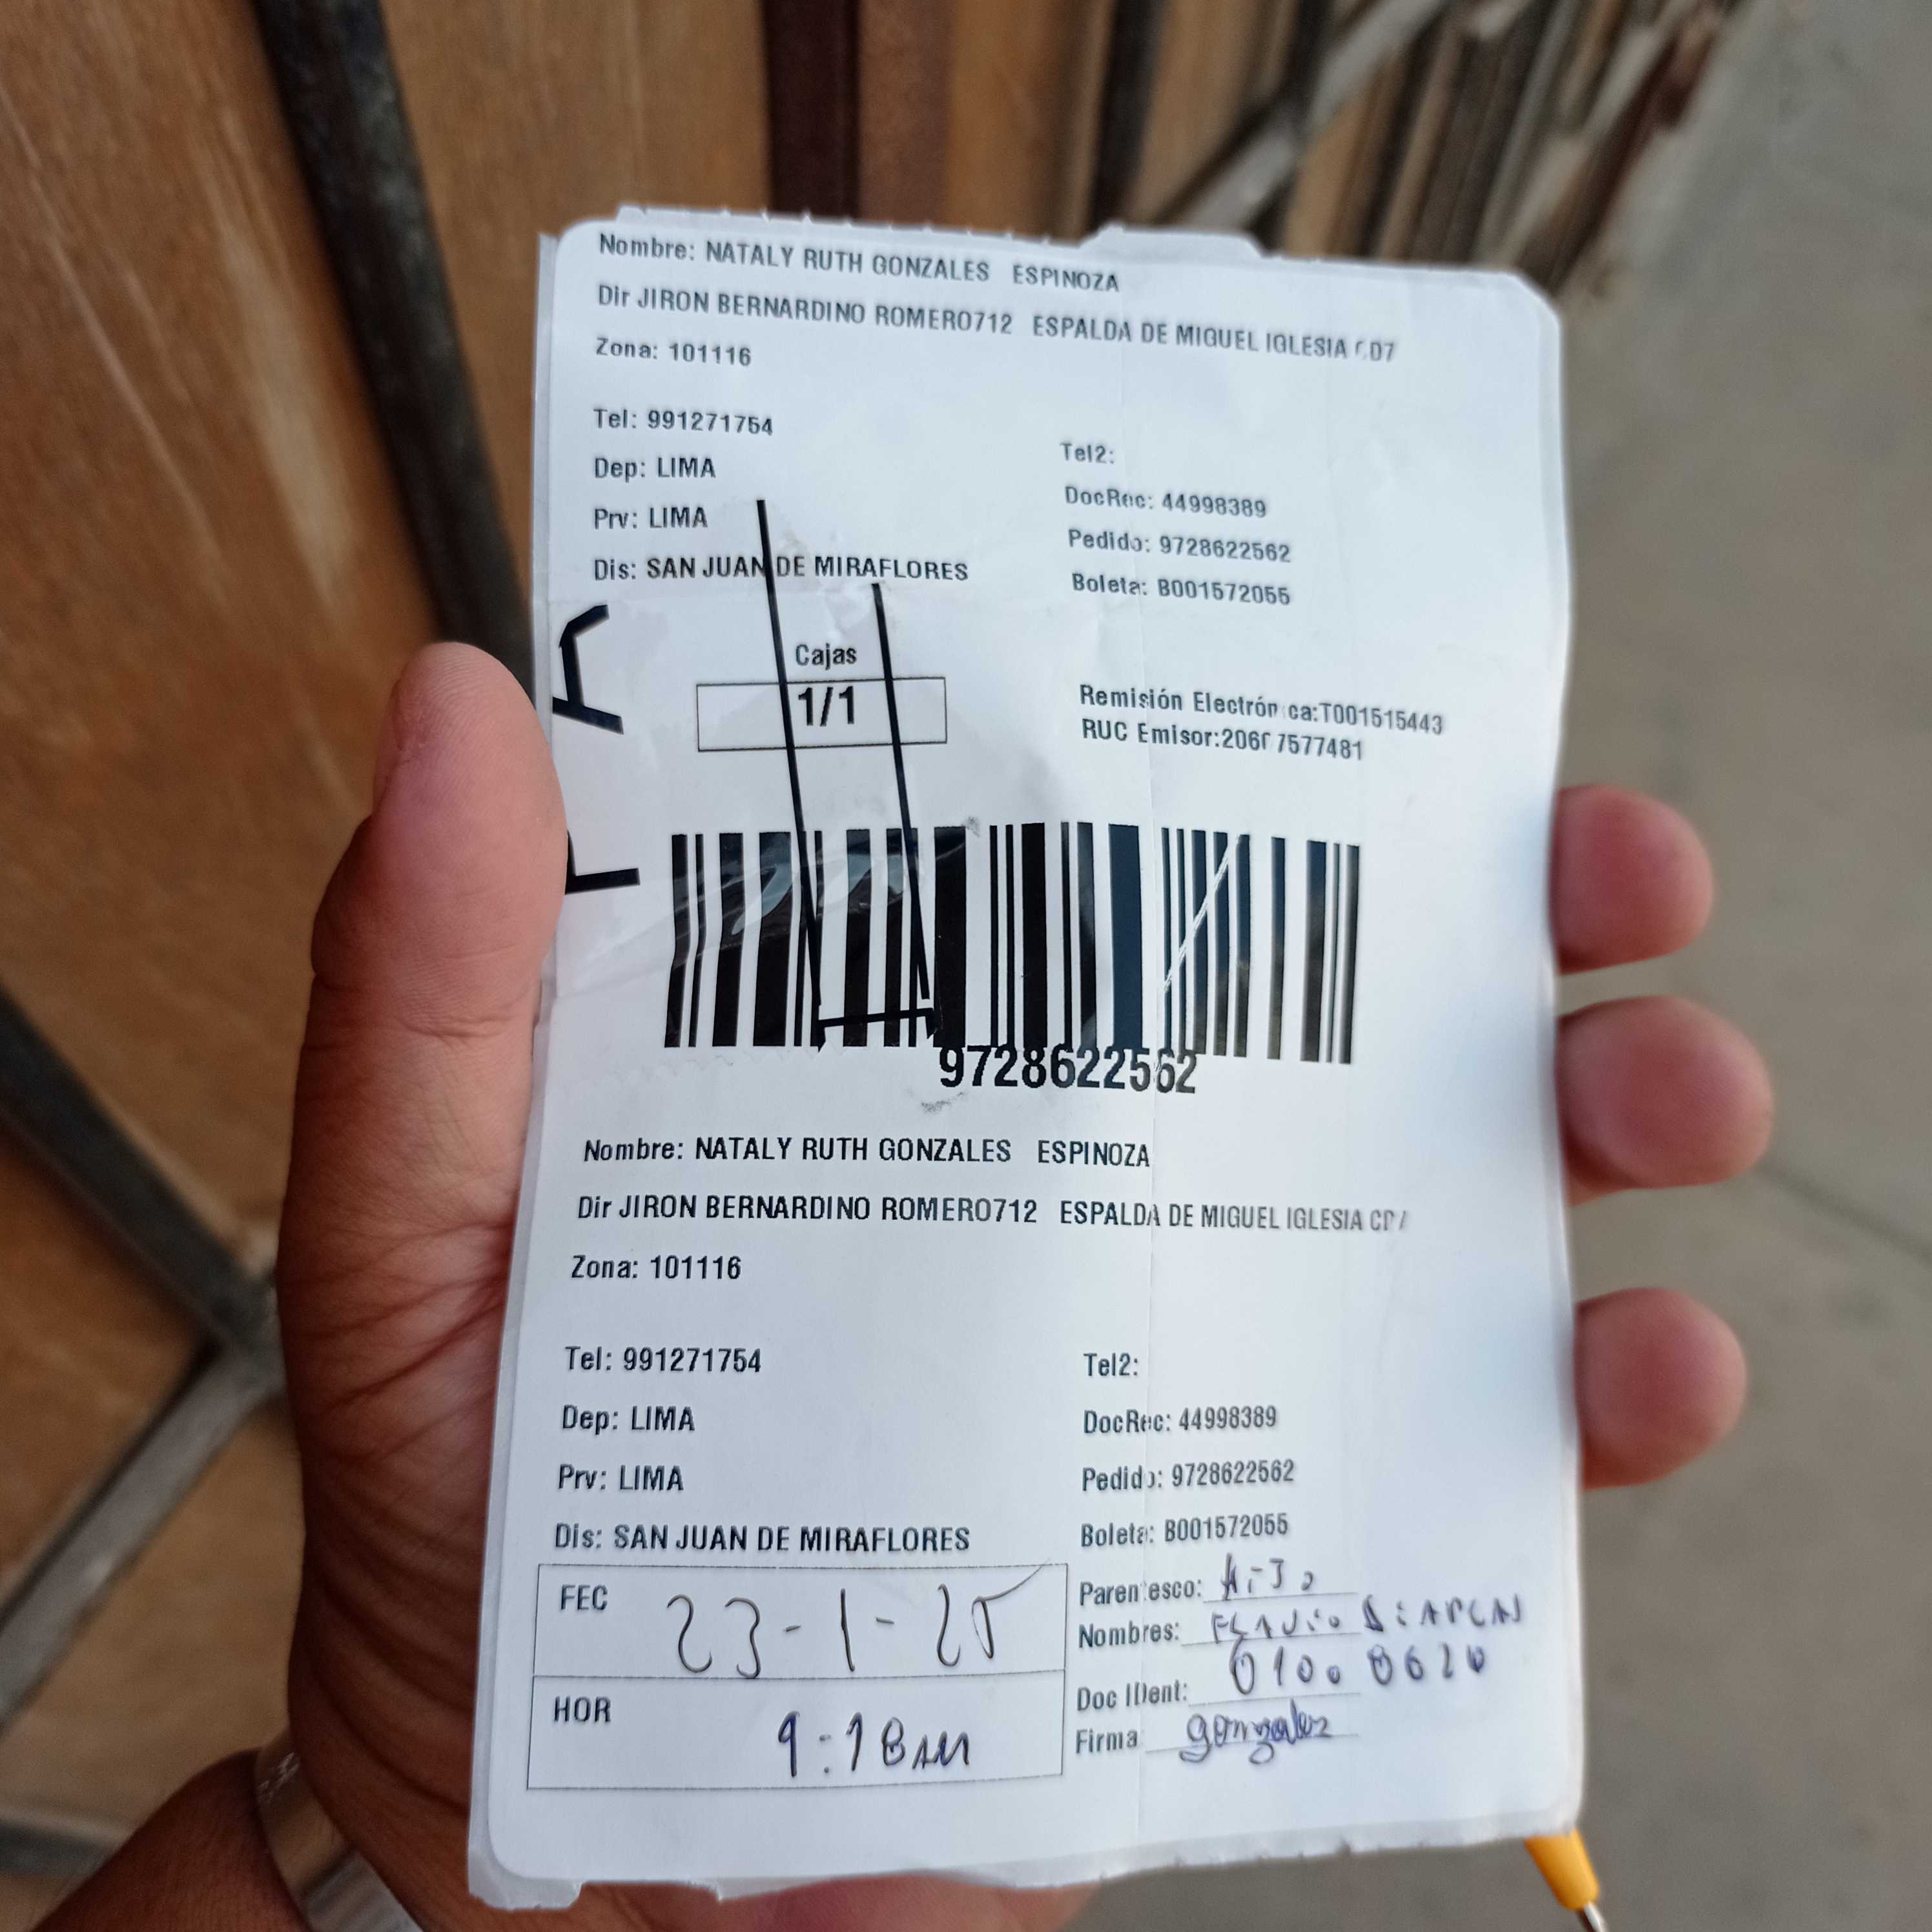 Nombre: NATALY RUTH GONZALES ESPINOZA
Dir JIRON BERNARDINO ROMERO712 ESPALDA DE MIGUEL IGLESIA CD7
Zona: 101116
Tel: 991271754
Tel2:
Dep: LIMA
DocRec: 44998389
Prv: LIMA
Pedido: 9728622562
Dis: SAN JUAN DE MIRAFLORES
Boleta: B001572055
Cajas
1/1
Remisión Electrónica:T001515443
RUC Emisor:
9728622562
Nombre: NATALY RUTH GONZALES ESPINOZA
Dir JIRON BERNARDINO ROMERO712 ESPALDA DE MIGUEL IGLESIA
Zona: 101116
Tel: 991271754
Tel2:
Dep: LIMA
DocRec: 44998389
Prv: LIMA
Pedido: 9728622562
Dis: SAN JUAN DE MIRAFLORES
Boleta: B001572055
FEC 23-1-25
Parentesco: HiJo
Nombres: FLAVio
Doc IDent:
HOR 9:18AM
Firma gonzales